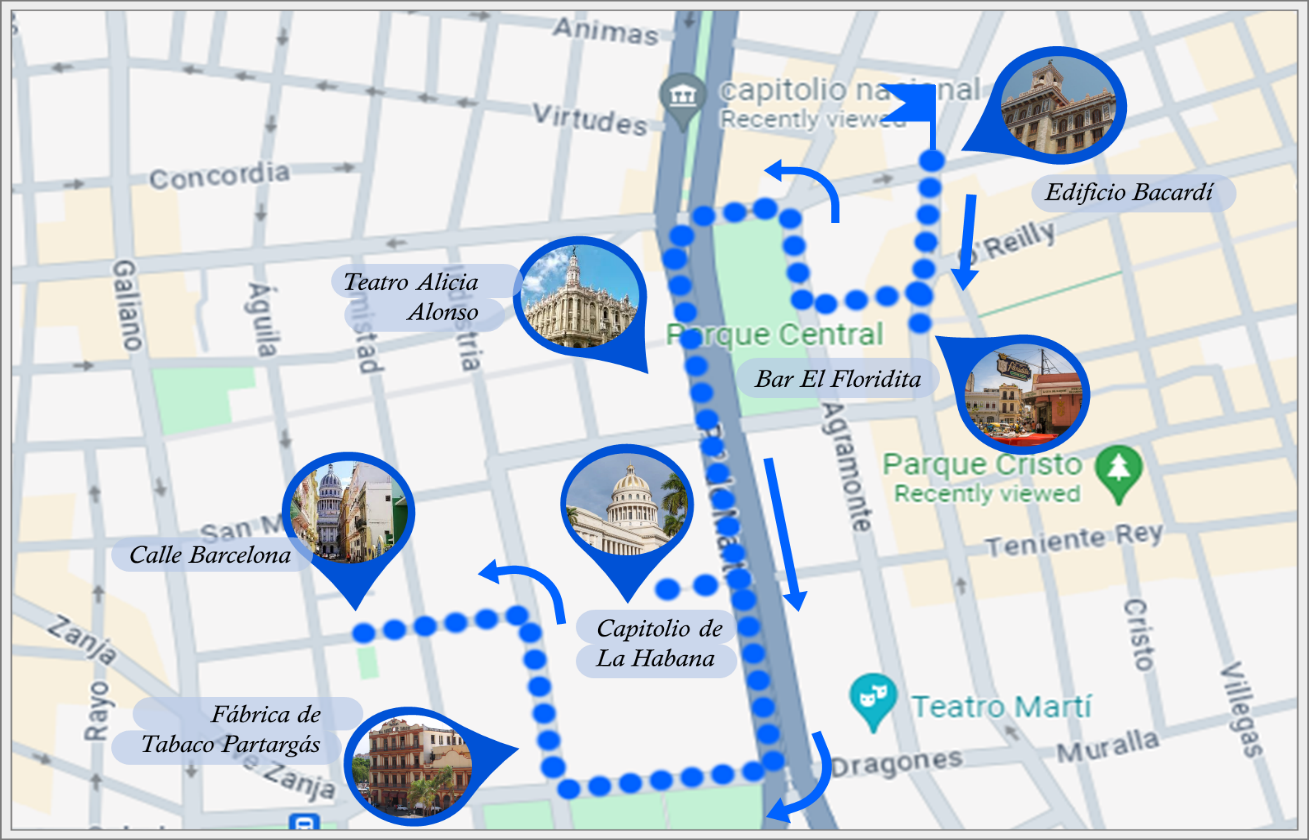 Animas
capitolio nacional
Recently viewed
Virtudes
Concordia
Edificio Bacardí
O'Reilly
Galiano
Águila
Teatro Alicia
Alonso
Parque Central
Bar El Floridita
Agramonte
Parque Cristo
Recently viewed
San M
Teniente Rey
Calle Barcelona
Capitolio de
La Habana
Zanja
Rayo
Cristo
Villegas
Fábrica de
Tabaco Partargás
Zanja
Teatro Martí
Dragones
Muralla